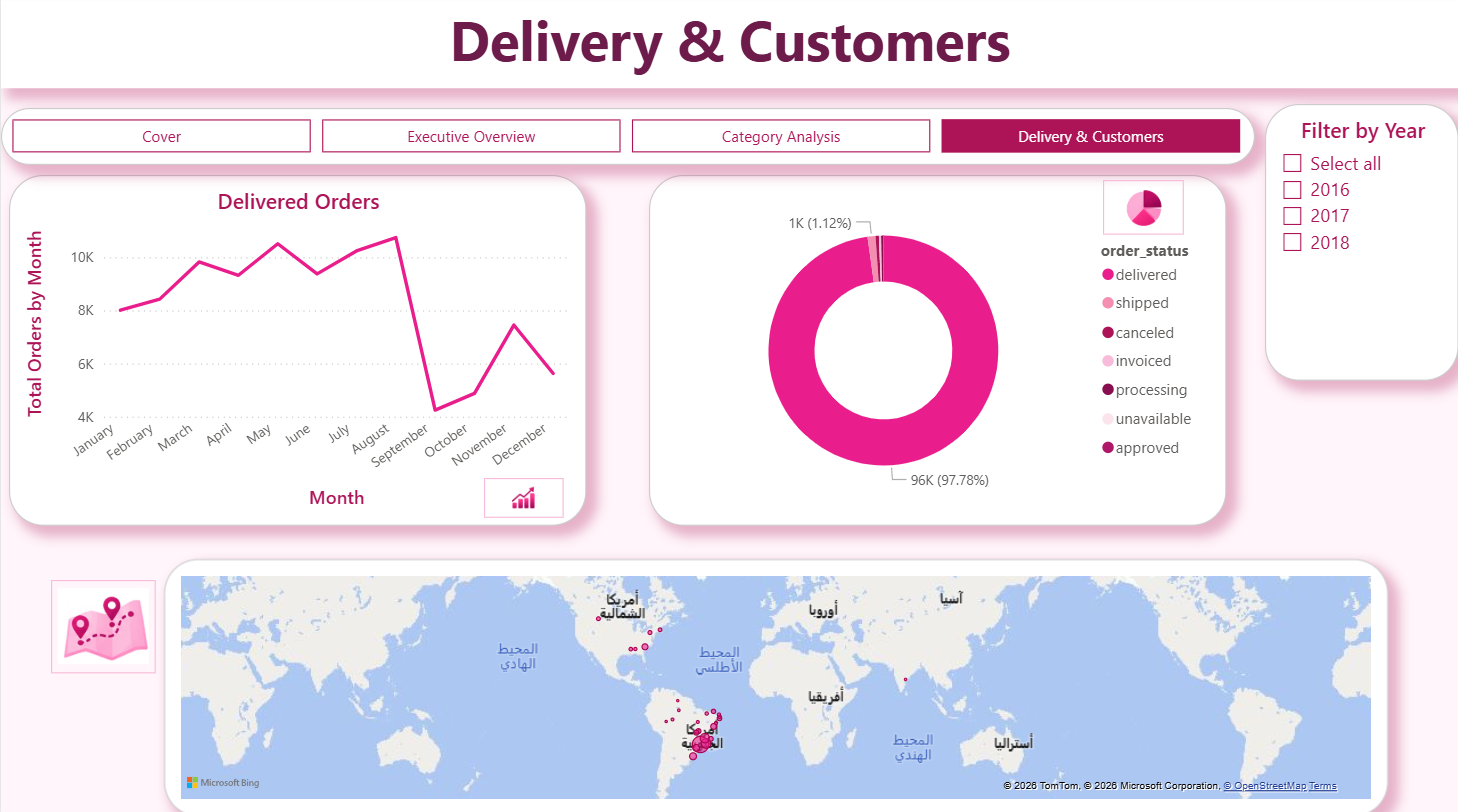 Delivery & Customers
Cover
Executive Overview
Category Analysis
Delivery & Customers
Filter by Year
Select all
2016
2017
2018
Delivered Orders
Total Orders by Month
10K
8K
6K
4K
January
February
March
April
May
June
July
August
September
October
November
December
Month
1K (1.12%)
96K (97.78%)
order_status
delivered
shipped
canceled
invoiced
processing
unavailable
approved
أمريكا
الشمالية
أوروبا
آسيا
المحيط
الهادي
المحيط
الأطلسي
أفريقيا
المحيط
الهندي
أستراليا
Microsoft Bing
© 2026 TomTom, © 2026 Microsoft Corporation, © OpenStreetMap Terms